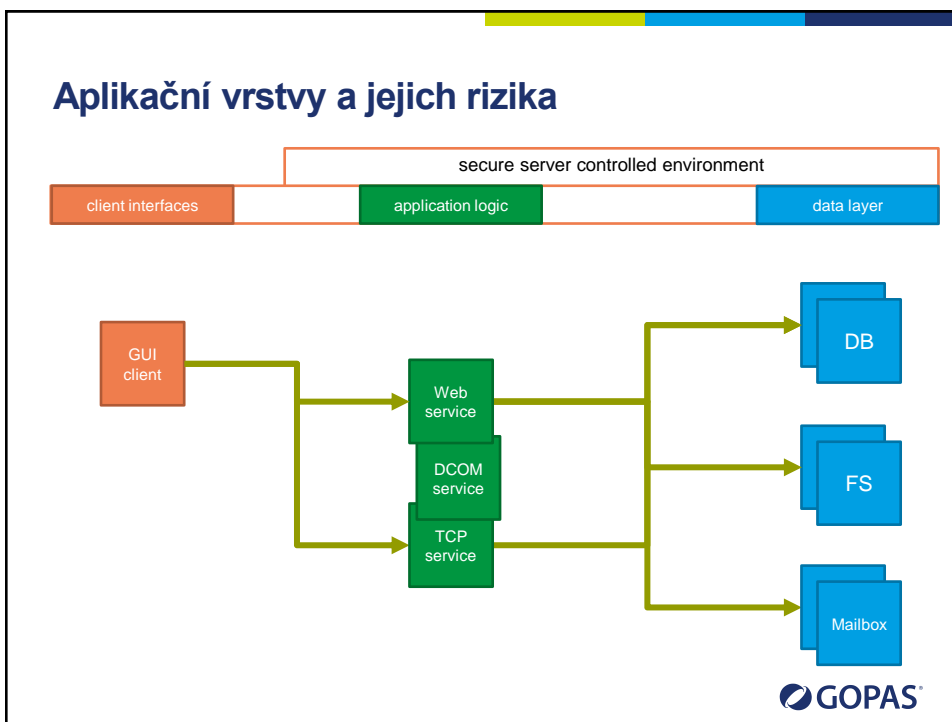 Aplikační vrstvy a jejich rizika
secure server controlled environment
client interfaces
application logic
data layer
GUI
client
Web
service
DCOM
service
TCP
service
DB
FS
Mailbox
GOPAS®